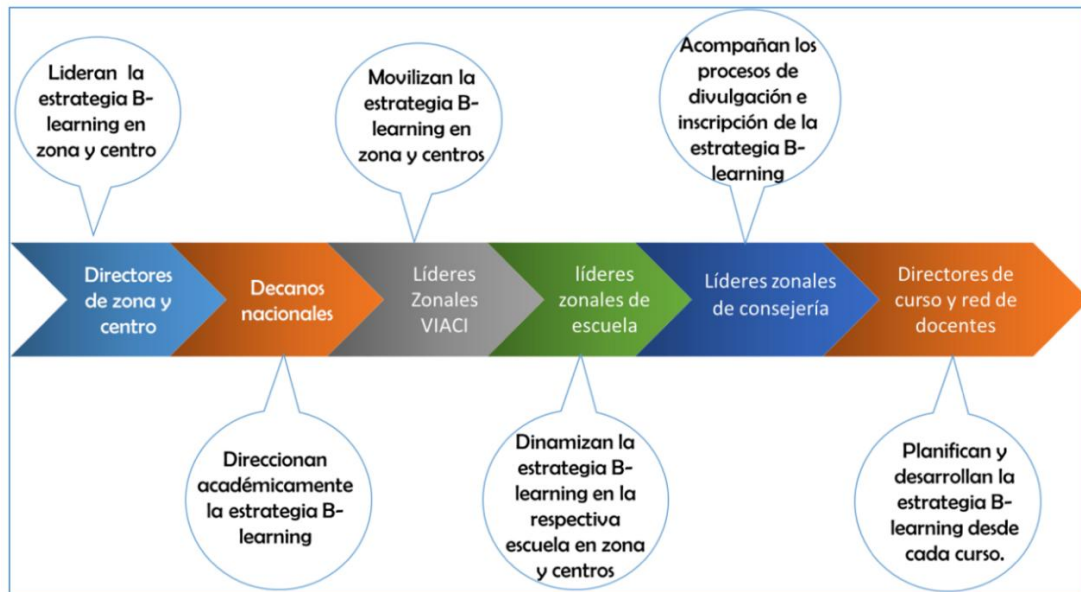 Lideran la
estrategia B-
learning en
zona y centro
Movilizan la
estrategia B-
learning en
zona y centros
Acompañan los
procesos de
divulgación e
inscripción de la
estrategia B-
learning
Directores
de zona y
centro
Decanos
nacionales
Líderes
Zonales
VIACI
líderes
zonales de
escuela
Líderes zonales
de consejería
Directores de
curso y red de
docentes
Direccionan
académicamente
la estrategia B-
learning
Dinamizan la
estrategia B-
learning en la
respectiva
escuela en zona
y centros
Planifican y
desarrollan la
estrategia B-
learning desde
cada curso.